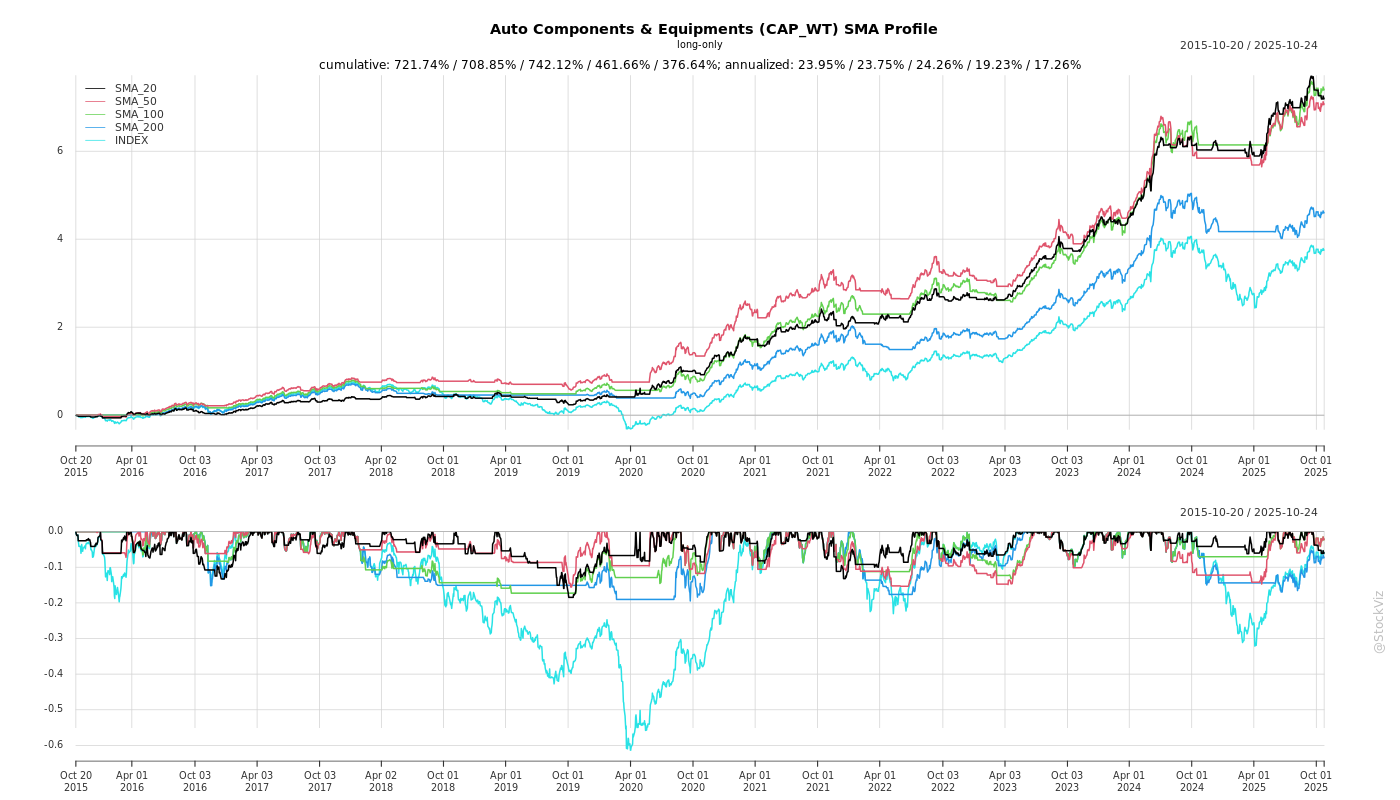 Auto Components & Equipments (CAP_WT) SMA Profile
long-only
2015-10-20 / 2025-10-24
cumulative: 721.74% / 708.85% / 742.12% / 461.66% / 376.64%; annualized: 23.95% / 23.75% / 24.26% / 19.23% / 17.26%
SMA_20
SMA_50
SMA_100
SMA_200
INDEX
6
4
2
0
Oct 20 Apr 01 Oct 03 Apr 03 Oct 03 Apr 02 Oct 01 Apr 01 Oct 01 Apr 01 Oct 01 Apr 01 Oct 01 Apr 01 Oct 03 Apr 03 Oct 03 Apr 01 Oct 01 Apr 01 Oct 01
2015 2016 2016 2017 2017 2018 2018 2019 2019 2020 2020 2021 2021 2022 2022 2023 2023 2024 2024 2025 2025
2015-10-20 / 2025-10-24
0.0
-0.1
-0.2
-0.3
-0.4
-0.5
-0.6
Oct 20 Apr 01 Oct 03 Apr 03 Oct 03 Apr 02 Oct 01 Apr 01 Oct 01 Apr 01 Oct 01 Apr 01 Oct 01 Apr 01 Oct 03 Apr 03 Oct 03 Apr 01 Oct 01 Apr 01 Oct 01
2015 2016 2016 2017 2017 2018 2018 2019 2019 2020 2020 2021 2021 2022 2022 2023 2023 2024 2024 2025 2025
@StockViz